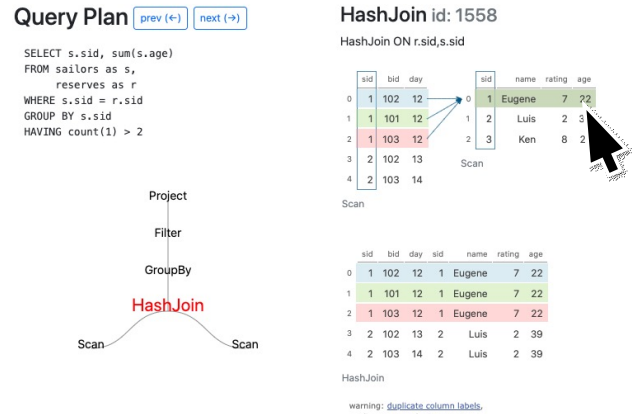 Query Plan prev (←) next (→)
SELECT s.sid, sum(s.age)
FROM sailors as s,
reserves as r
WHERE s.sid = r.sid
GROUP BY s.sid
HAVING count(1) > 2
Project
Filter
GroupBy
HashJoin
Scan Scan
HashJoin id: 1558
HashJoin ON r.sid,s.sid
sid bid day
0 1 102 12
1 1 101 12
2 1 103 12
3 2 102 13
4 2 103 14
Scan
sid name rating age
0 1 Eugene 7 22
1 2 Luis 2 3
2 3 Ken 8 2
Scan
sid bid day sid name rating age
0 1 102 12 1 Eugene 7 22
1 1 101 12 1 Eugene 7 22
2 1 103 12 1 Eugene 7 22
3 2 102 13 2 Luis 2 39
4 2 103 14 2 Luis 2 39
HashJoin
warning: duplicate column labels,